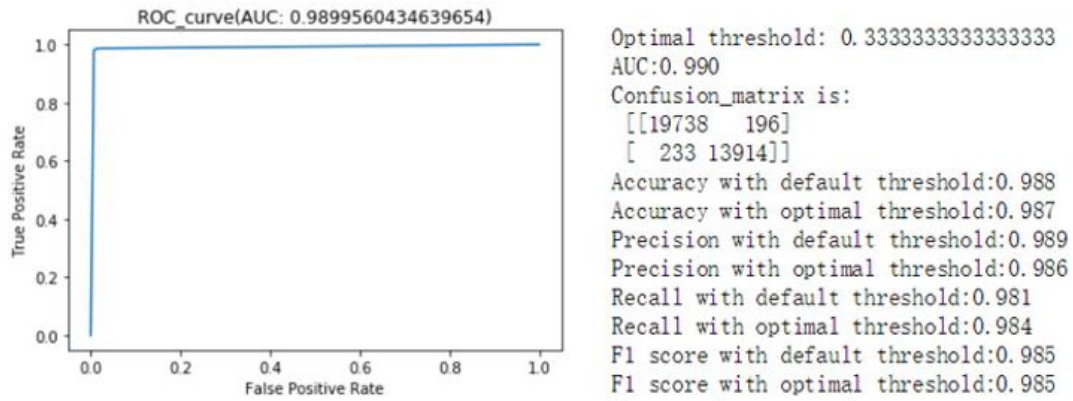 ROC_curve(AUC: 0.9899560434639654)
1.0
0.8
0.6
0.4
0.2
0.0
True Positive Rate
0.0 0.2 0.4 0.6 0.8 1.0
False Positive Rate
Optimal threshold: 0.3333333333333333
AUC:0.990
Confusion_matrix is:
[[19738 196]
[ 233 13914]]
Accuracy with default threshold:0.988
Accuracy with optimal threshold:0.987
Precision with default threshold:0.989
Precision with optimal threshold:0.986
Recall with default threshold:0.981
Recall with optimal threshold:0.984
F1 score with default threshold:0.985
F1 score with optimal threshold:0.985